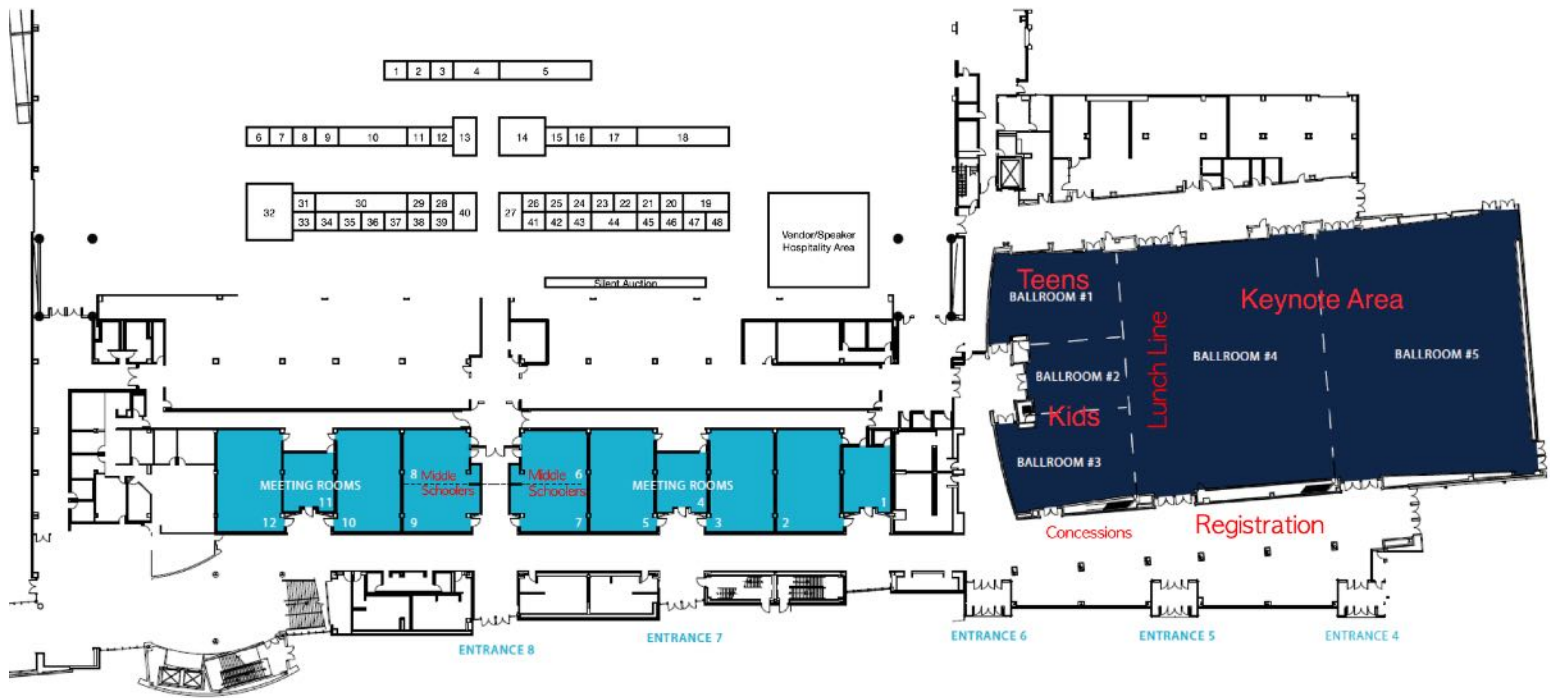 1 2 3 4 5
6 7 8 9 10 11 12 13 14 15 16 17 18
32 31 30 29 28 40 27 26 25 24 23 22 21 20 19
33 34 35 36 37 38 39 41 42 43 44 45 46 47 48
Vendor/Speaker
Hospitality Area
Silent Auction
Teens
BALLROOM #1
Keynote Area
Lunch Line
BALLROOM #4
BALLROOM #5
BALLROOM #2
Kids
BALLROOM #3
MEETING ROOMS
8
Middle
Schoolers
Middle
Schoolers
6
MEETING ROOMS
12 11 10 9 7 5 4 3 2 1
Concessions
Registration
ENTRANCE 8
ENTRANCE 7
ENTRANCE 6
ENTRANCE 5
ENTRANCE 4